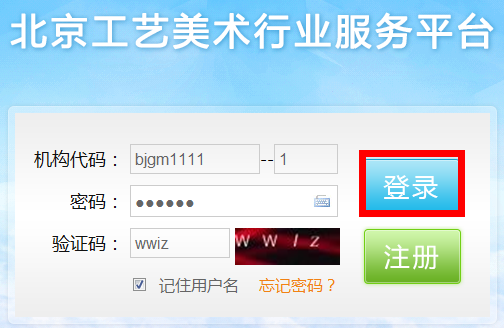 北京工艺美术行业服务平台
机构代码： bjgm1111 -- 1
登录
密码： ●●●●●●
验证码： wwiz W W I Z
注册
记住用户名 忘记密码？